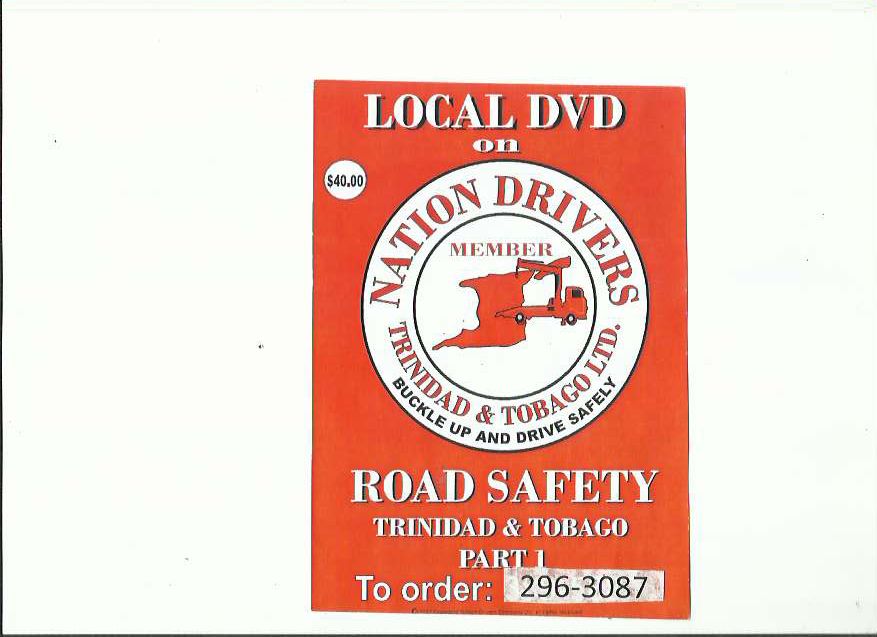 LOCAL DVD
on
$40.00
NATION DRIVERS
MEMBER
TRINIDAD & TOBAGO LTD.
BUCKLE UP AND DRIVE SAFELY
ROAD SAFETY
TRINIDAD & TOBAGO
PART 1
To order: 296-3087